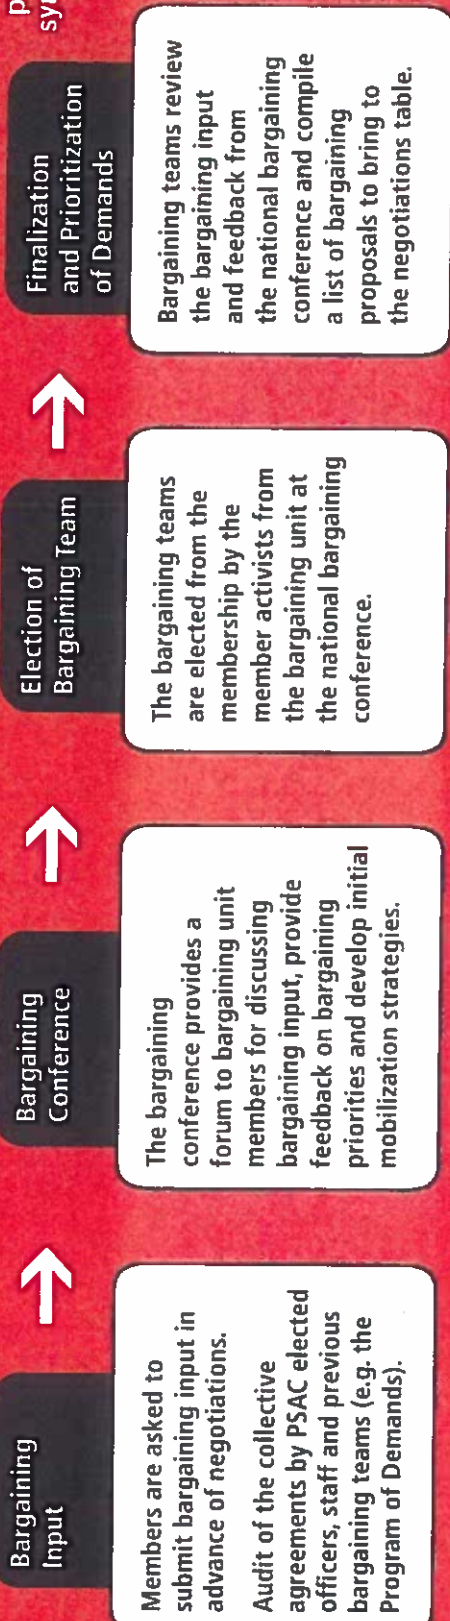 Bargaining
Input
Members are asked to
submit bargaining input in
advance of negotiations.
Audit of the collective
agreements by PSAC elected
officers, staff and previous
bargaining teams (e.g. the
Program of Demands).
Bargaining
Conference
The bargaining
conference provides a
forum to bargaining unit
members for discussing
bargaining input, provide
feedback on bargaining
priorities and develop initial
mobilization strategies.
Election of
Bargaining Team
The bargaining teams
are elected from the
membership by the
member activists from
the bargaining unit at
the national bargaining
conference.
Finalization
and Prioritization
of Demands
Bargaining teams review
the bargaining input
and feedback from
the national bargaining
conference and compile
a list of bargaining
proposals to bring to
the negotiations table.